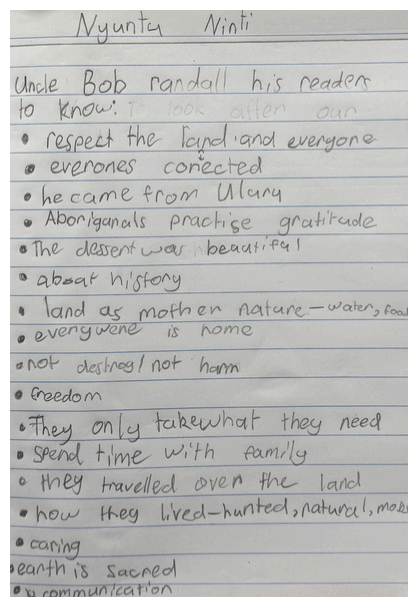 Nyuntu Ninti
Uncle Bob randall his readers
to know: To look after our
• respect the land and everyone
• everones conected
• he came from Ulury
• Aboriganals practise gratitude
• The dessert was beautiful
• about history
• land as mother nature - water, food
• everywere is home
• not destroy / not harm
• freedom
• They only take what they need
• spend time with family
• they travelled over the land
• how they lived - hunted, natural,
• caring
• earth is sacred
• communication